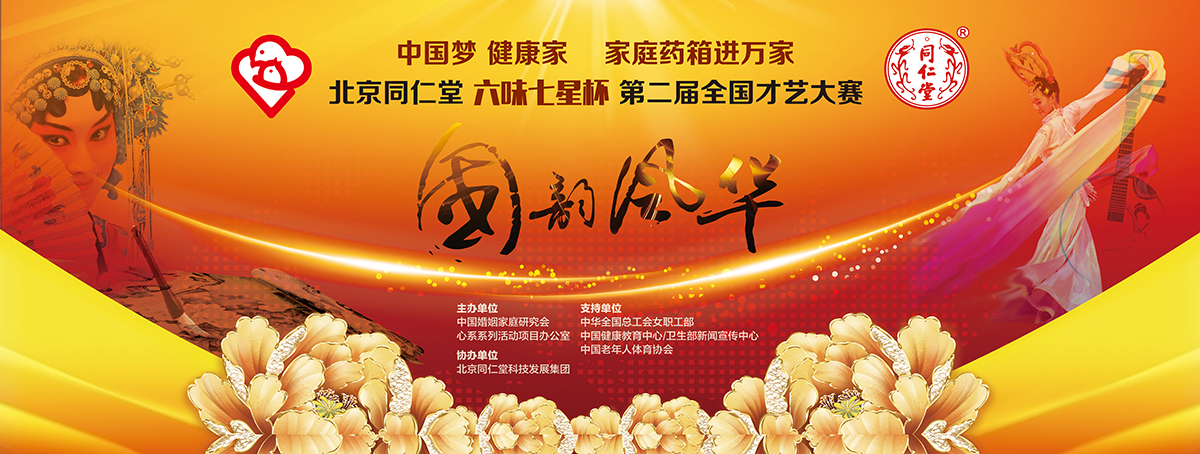 中国梦 健康家 家庭药箱进万家
北京同仁堂 六味七星杯 第二届全国才艺大赛
同仁堂
®
國韵风华
主办单位
中国婚姻家庭研究会
心系系列活动项目办公室
协办单位
北京同仁堂科技发展集团
支持单位
中华全国总工会女职工部
中国健康教育中心/卫生部新闻宣传中心
中国老年人体育协会